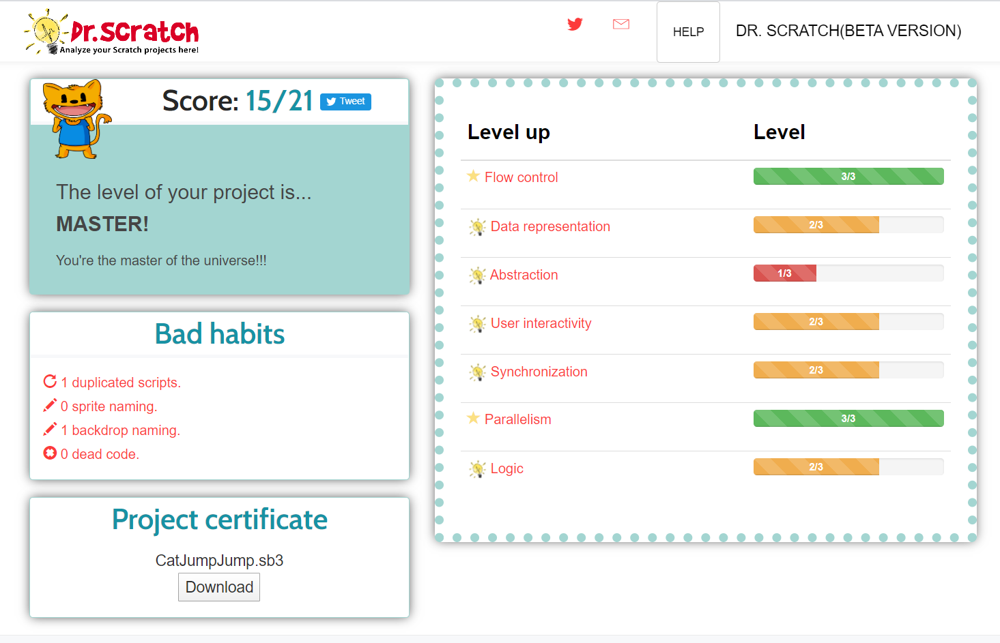 Dr.Scratch
Analyze your Scratch projects here!
HELP
DR. SCRATCH(BETA VERSION)
Score: 15/21
Tweet
The level of your project is...
MASTER!
You're the master of the universe!!!
Bad habits
1 duplicated scripts.
0 sprite naming.
1 backdrop naming.
0 dead code.
Project certificate
CatJumpJump.sb3
Download
Level up Level
Flow control 3/3
Data representation 2/3
Abstraction 1/3
User interactivity 2/3
Synchronization 2/3
Parallelism 3/3
Logic 2/3